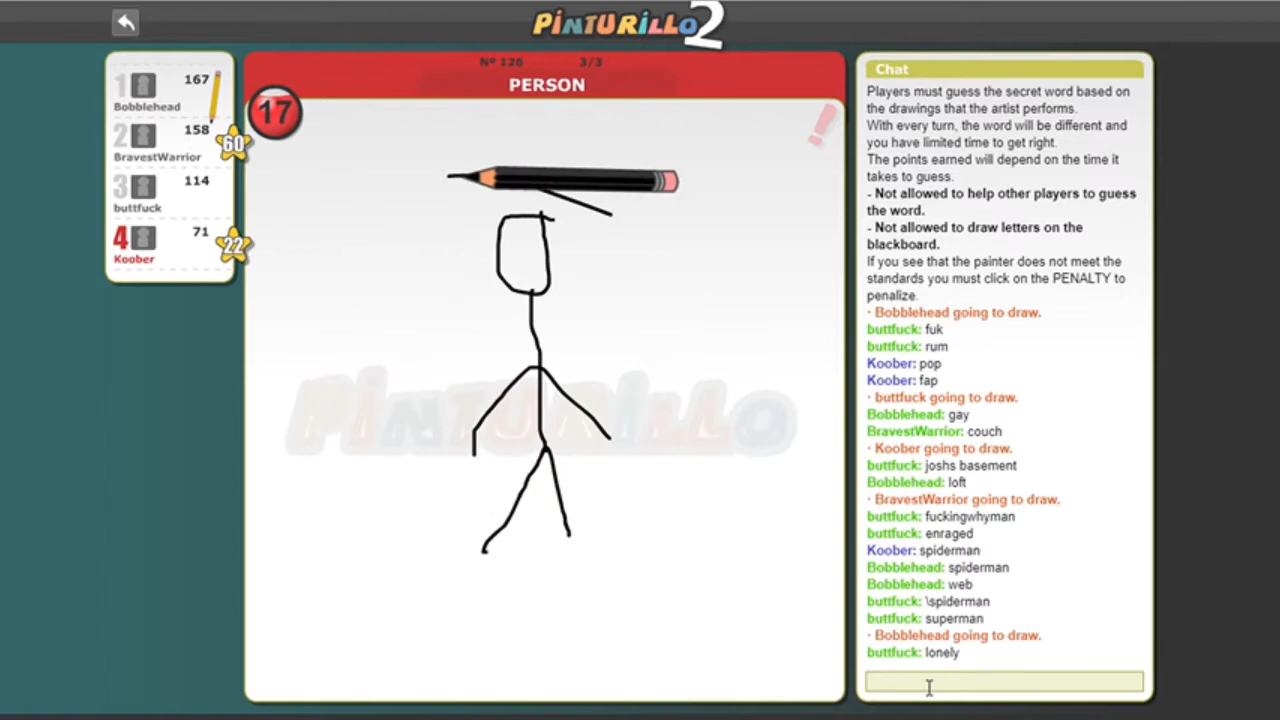 PiNTURiLLO 2
Nº 126 3/3
PERSON
17
1 167
Bobblehead
2 158
60
BravestWarrior
3 114
buttfuck
4 71
22
Koober
PiNTURiLLO
Chat
Players must guess the secret word based on
the drawings that the artist performs.
With every turn, the word will be different and
you have limited time to get right.
The points earned will depend on the time it
takes to guess.
- Not allowed to help other players to guess
the word.
- Not allowed to draw letters on the
blackboard.
If you see that the painter does not meet the
standards you must click on the PENALTY to
penalize.
· Bobblehead going to draw.
buttfuck: fuk
buttfuck: rum
Koober: pop
Koober: fap
· buttfuck going to draw.
Bobblehead: gay
BravestWarrior: couch
· Koober going to draw.
buttfuck: joshs basement
Bobblehead: loft
· BravestWarrior going to draw.
buttfuck: fuckingwhyman
buttfuck: enraged
Koober: spiderman
Bobblehead: spiderman
Bobblehead: web
buttfuck: \spiderman
buttfuck: superman
· Bobblehead going to draw.
buttfuck: lonely